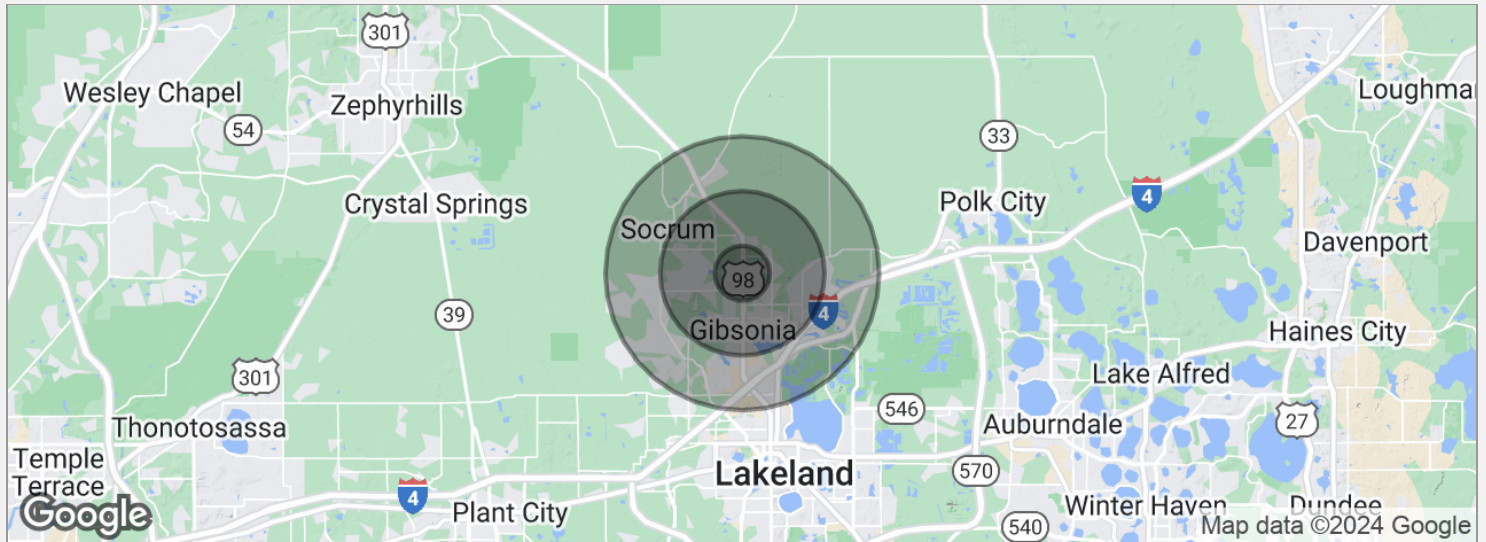 301
Wesley Chapel
Zephyrhills
54
Loughma
33
4
Crystal Springs
Polk City
Socrum
Davenport
98
39
4
Gibsonia
Haines City
301
Lake Alfred
546
27
Thonotosassa
Auburndale
Temple
Terrace
Lakeland
570
4
Plant City
Winter Haven
Dundee
540
Google
Map data ©2024 Google